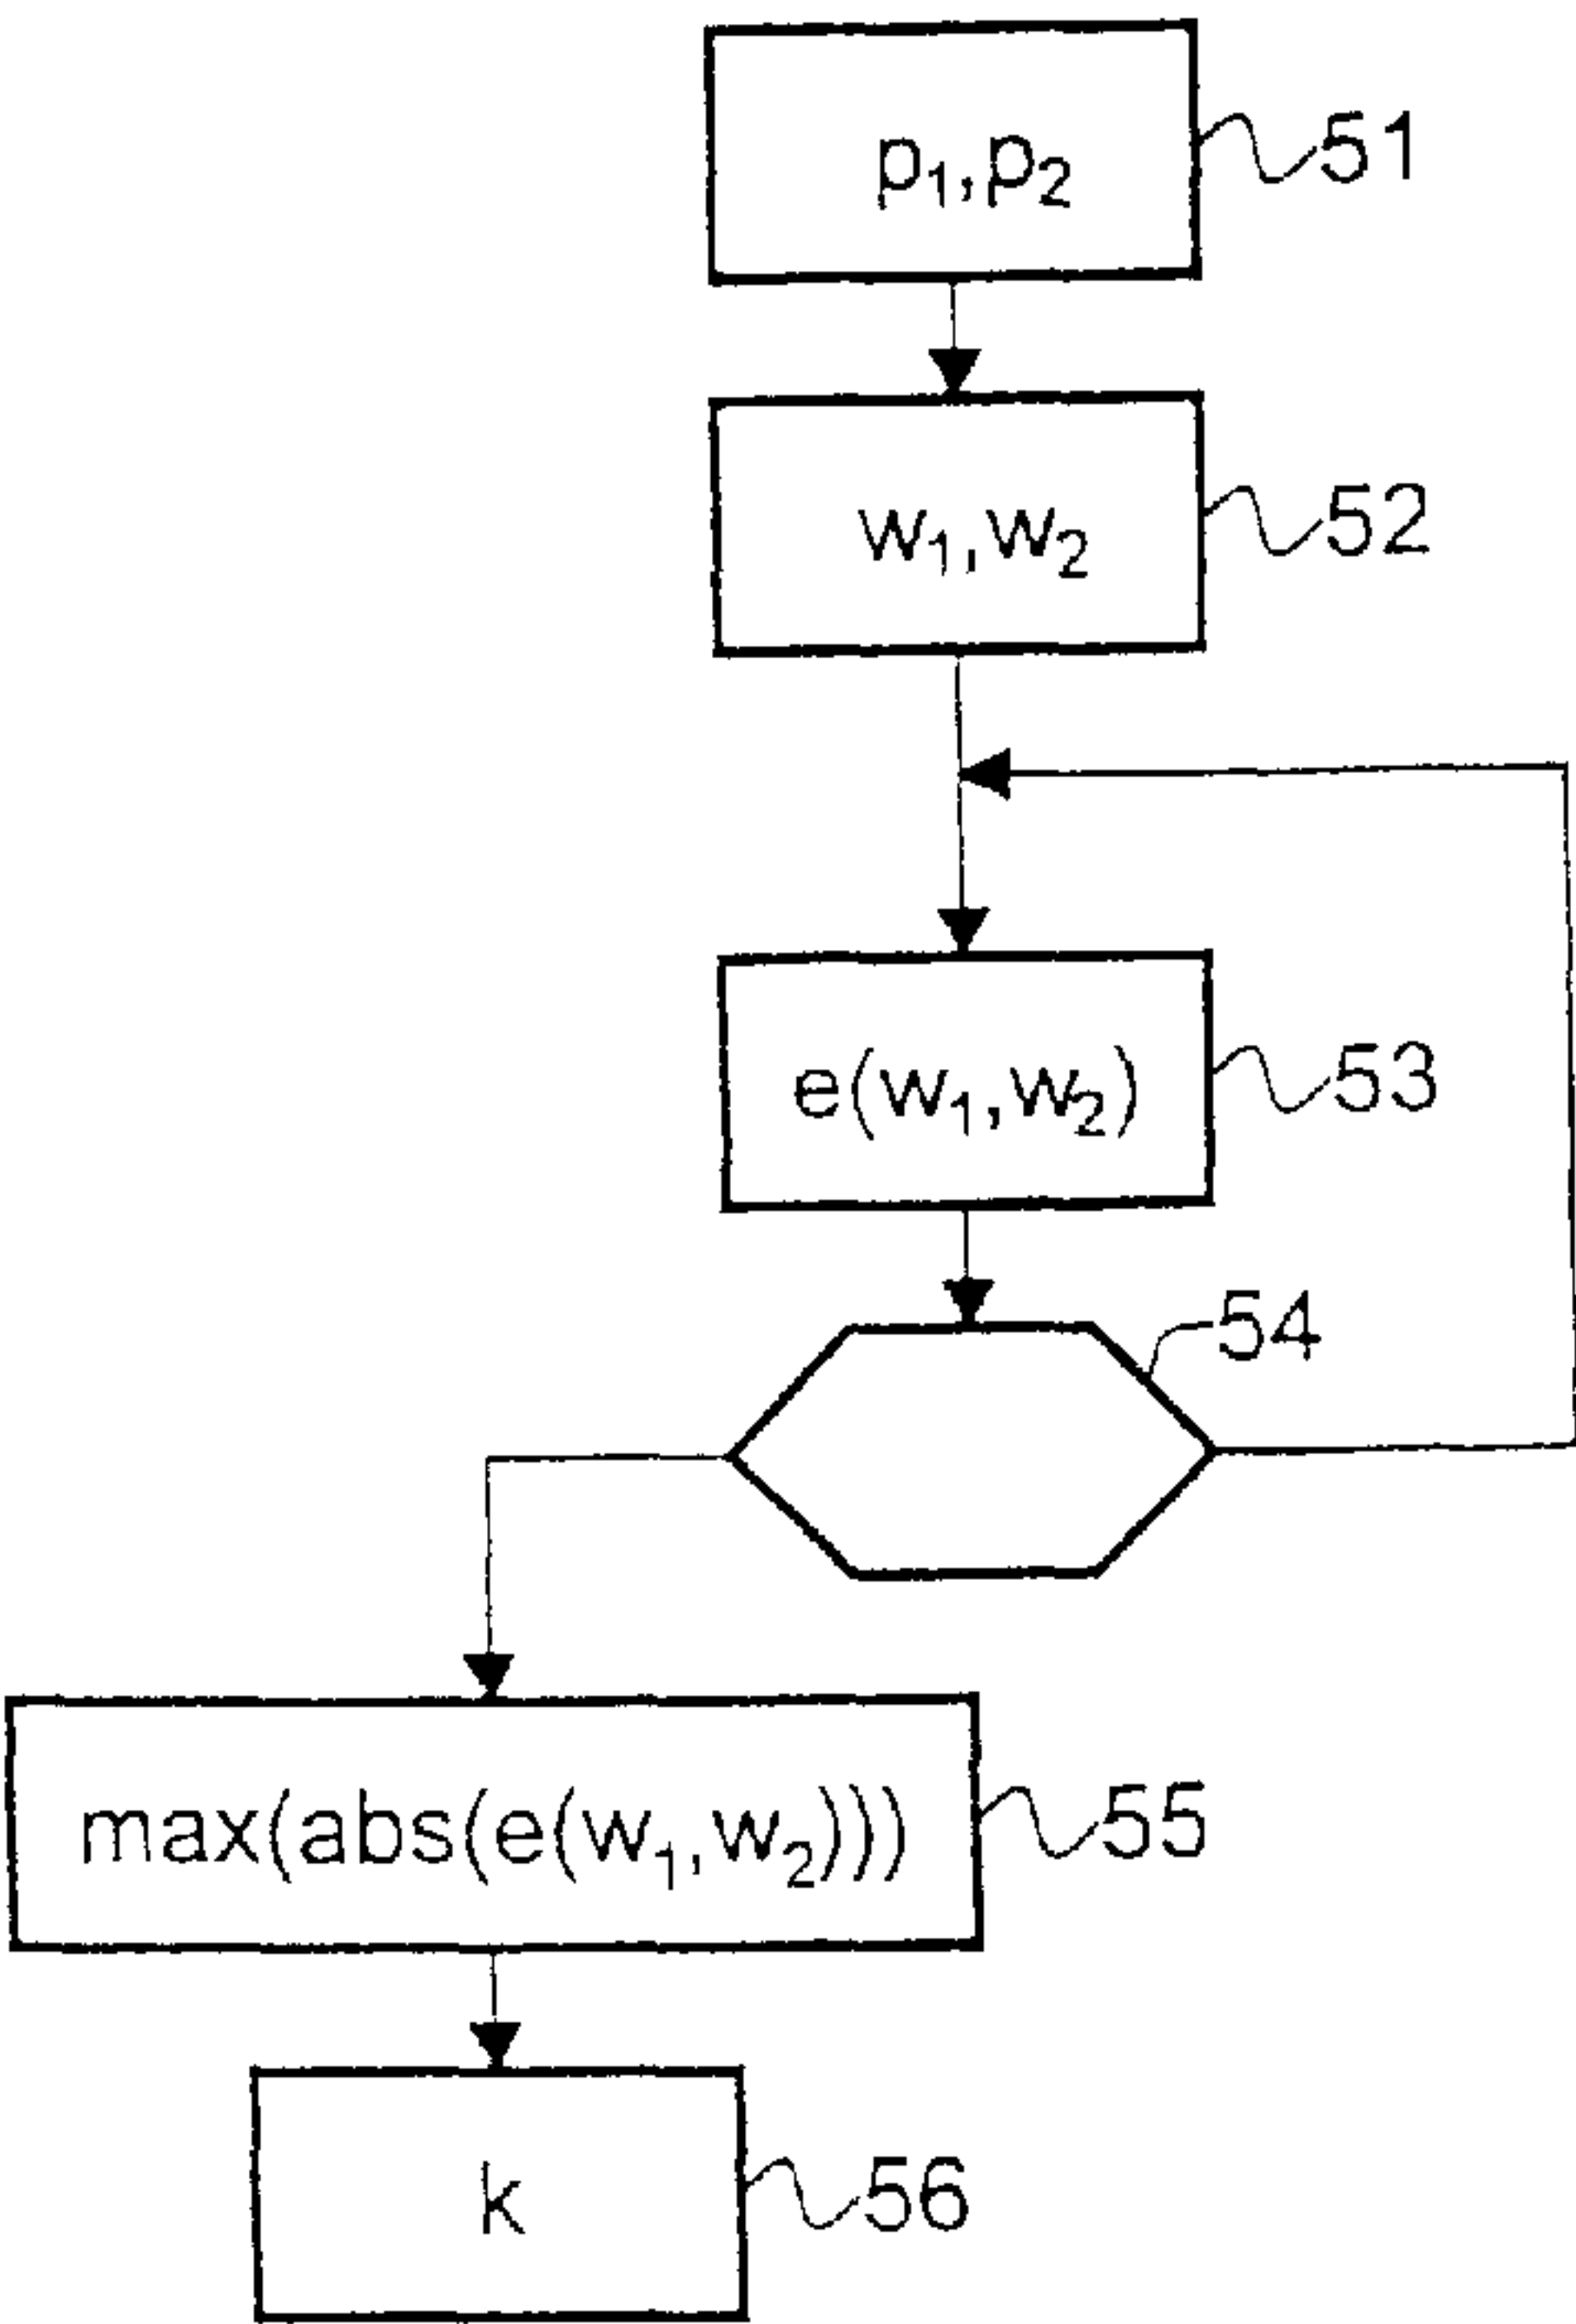 p₁,p₂
51
w₁,w₂
52
e(w₁,w₂)
53
54
max(abs(e(w₁,w₂)))
55
k
56